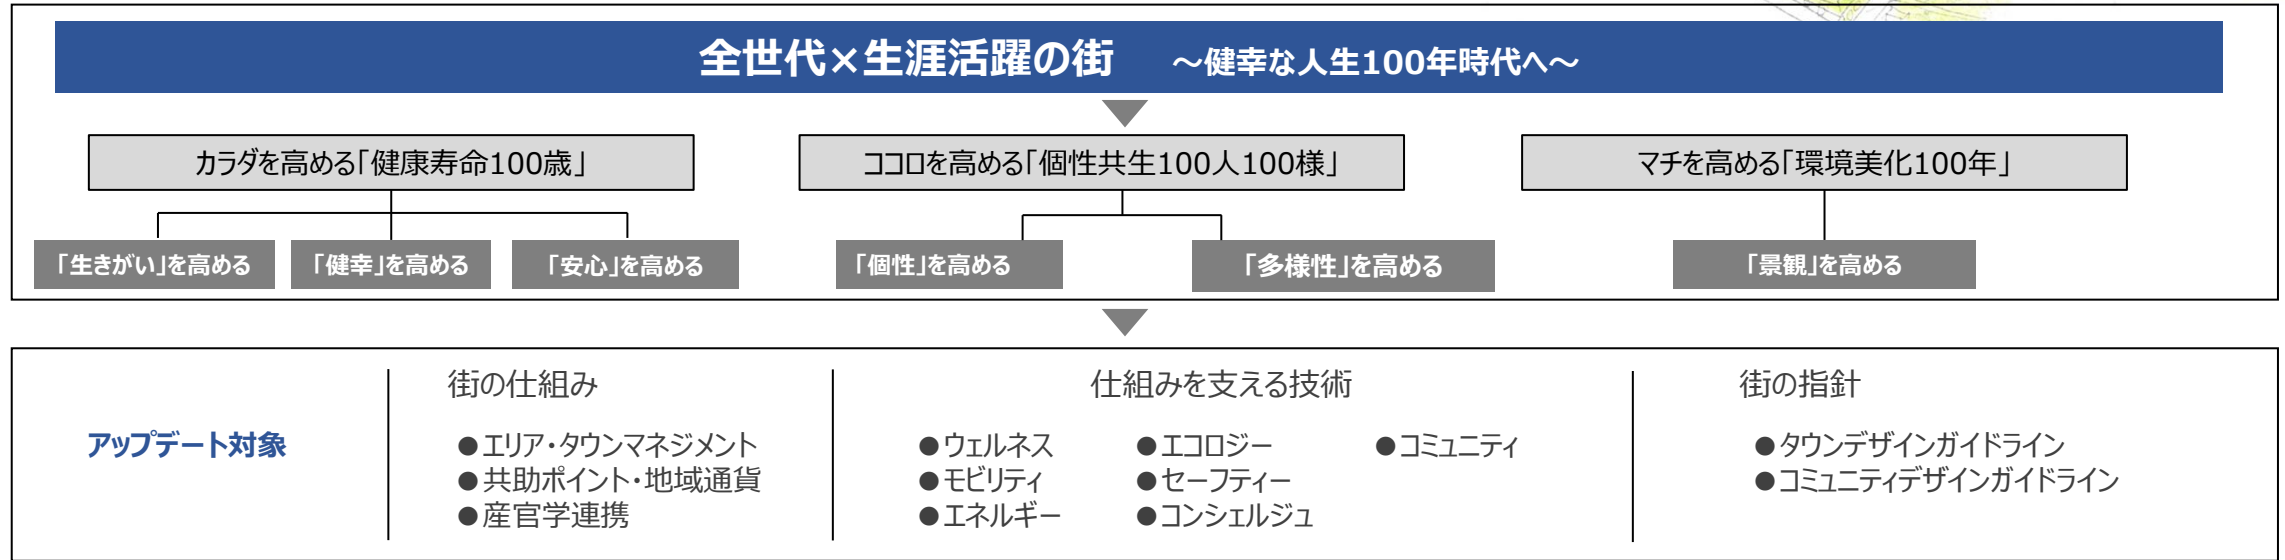 全世代×生涯活躍の街　～健幸な人生100年時代へ～
カラダを高める「健康寿命100歳」
ココロを高める「個性共生100人100様」
マチを高める「環境美化100年」
「生きがい」を高める
「健幸」を高める
「安心」を高める
「個性」を高める
「多様性」を高める
「景観」を高める
アップデート対象
街の仕組み
●エリア・タウンマネジメント
●共助ポイント・地域通貨
●産官学連携
仕組みを支える技術
●ウェルネス
●モビリティ
●エネルギー
●エコロジー
●セーフティー
●コンシェルジュ
●コミュニティ
街の指針
●タウンデザインガイドライン
●コミュニティデザインガイドライン